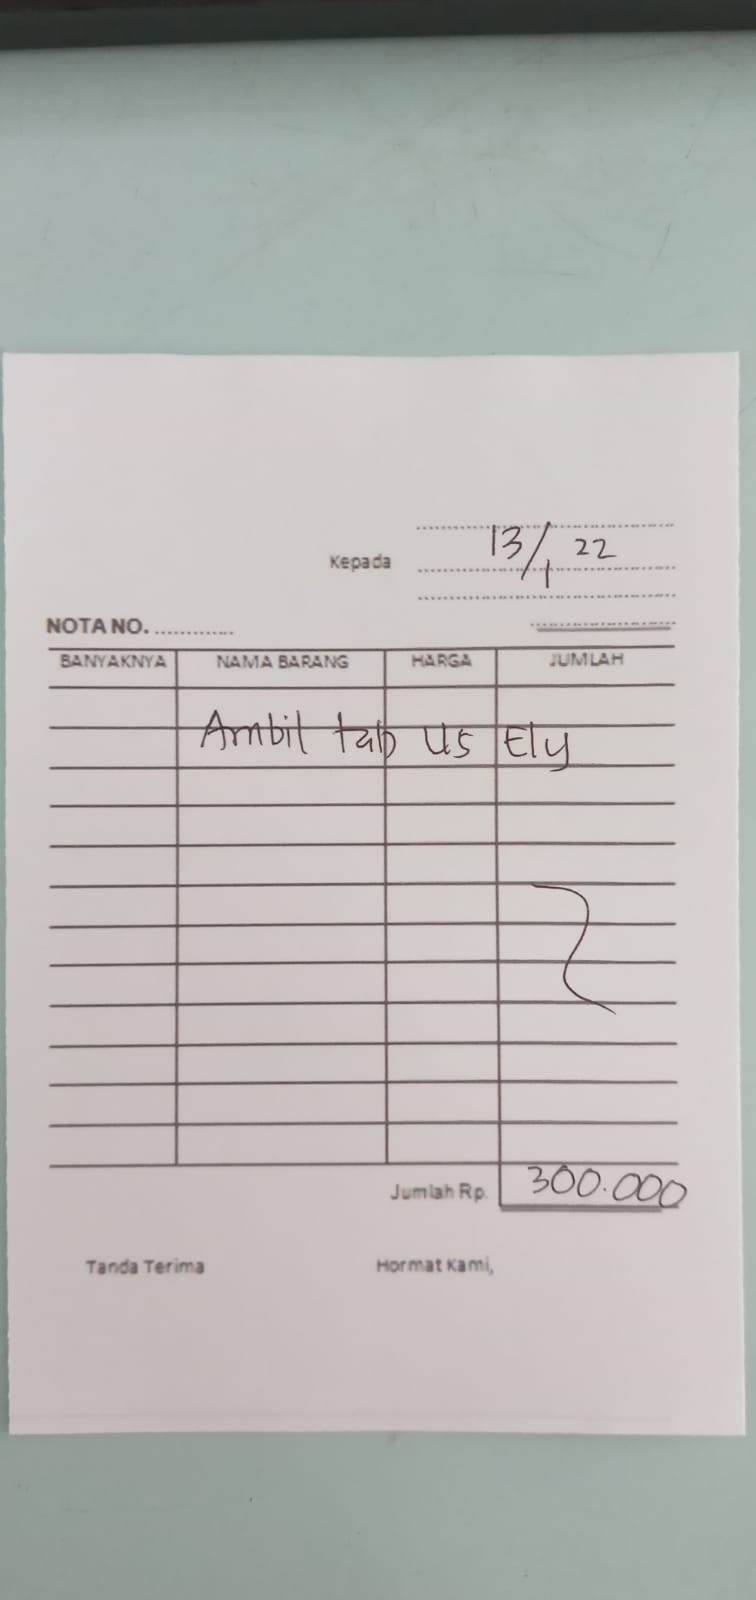 13/1 22
Kepada
NOTA NO. .............
BANYAKNYA NAMA BARANG HARGA JUMLAH
Ambil tab Us Ely
Jumlah Rp. 300.000
Tanda Terima Hormat Kami,